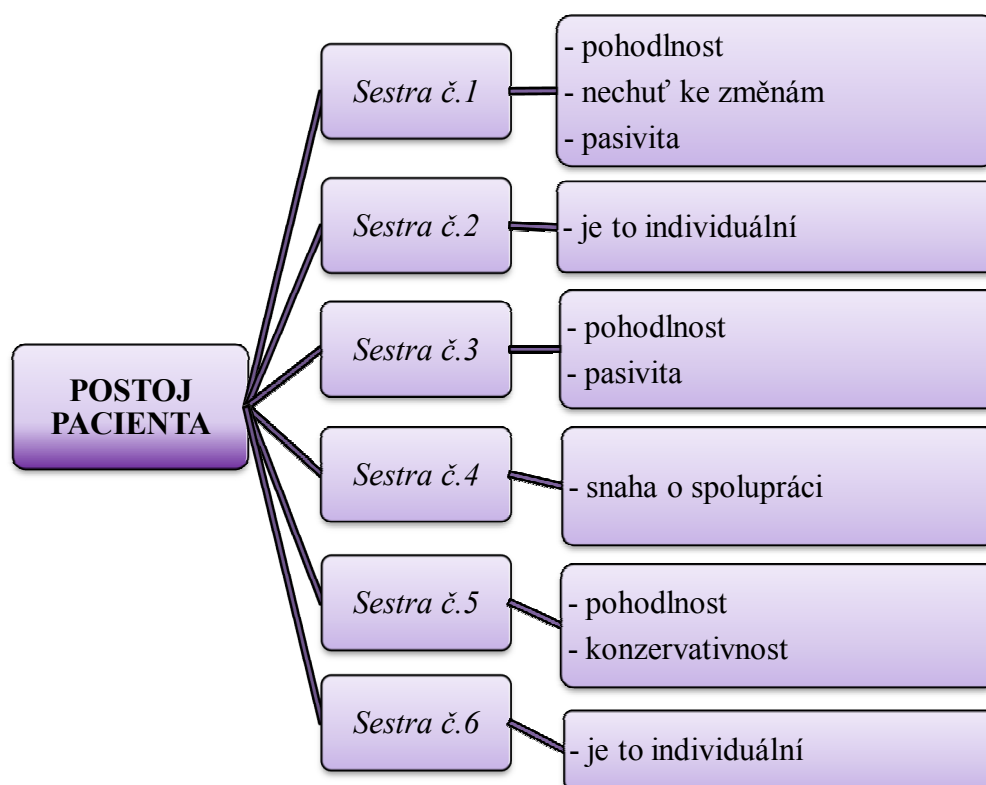 POSTOJ
PACIENTA
Sestra č.1
- pohodlnost
- nechuť ke změnám
- pasivita
Sestra č.2
- je to individuální
Sestra č.3
- pohodlnost
- pasivita
Sestra č.4
- snaha o spolupráci
Sestra č.5
- pohodlnost
- konzervativnost
Sestra č.6
- je to individuální